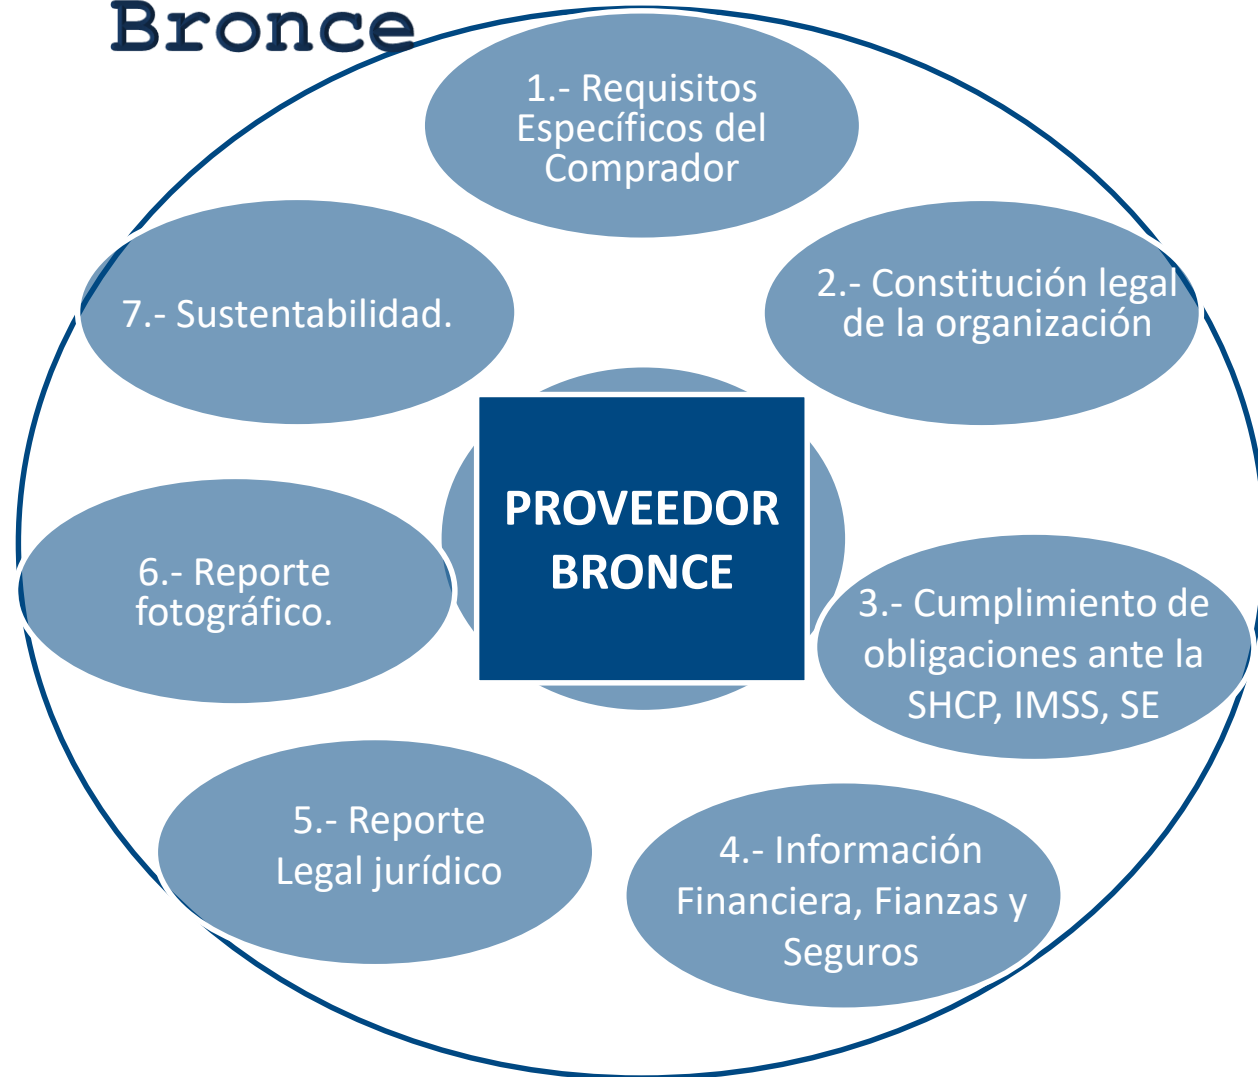 Bronce
1.- Requisitos
Específicos del
Comprador
2.- Constitución legal
de la organización
3.- Cumplimiento de
obligaciones ante la
SHCP, IMSS, SE
4.- Información
Financiera, Fianzas y
Seguros
5.- Reporte
Legal jurídico
6.- Reporte
fotográfico.
7.- Sustentabilidad.
PROVEEDOR
BRONCE